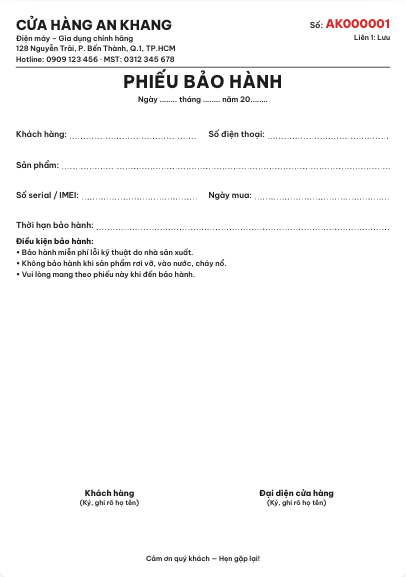 CỬA HÀNG AN KHANG
Điện máy – Gia dụng chính hãng
128 Nguyễn Trãi, P. Bến Thành, Q.1, TP.HCM
Hotline: 0909 123 456 · MST: 0312 345 678
Số: AK000001
Liên 1: Lưu
PHIẾU BẢO HÀNH
Ngày ........ tháng ........ năm 20........
Khách hàng: Số điện thoại:
Sản phẩm:
Số serial / IMEI: Ngày mua:
Thời hạn bảo hành:
Điều kiện bảo hành:
• Bảo hành miễn phí lỗi kỹ thuật do nhà sản xuất.
• Không bảo hành khi sản phẩm rơi vỡ, vào nước, cháy nổ.
• Vui lòng mang theo phiếu này khi đến bảo hành.
Khách hàng Đại diện cửa hàng
(Ký, ghi rõ họ tên) (Ký, ghi rõ họ tên)
Cảm ơn quý khách — Hẹn gặp lại!